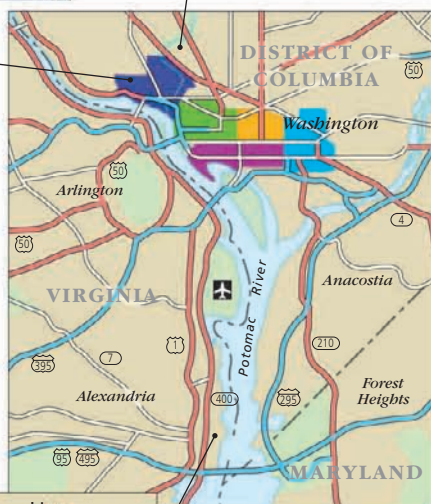 DISTRICT OF
COLUMBIA
50
Washington
50
Arlington
4
50
Anacostia
VIRGINIA
Potomac River
1
210
395
7
Forest
Heights
Alexandria
400
295
95 495
MARYLAND